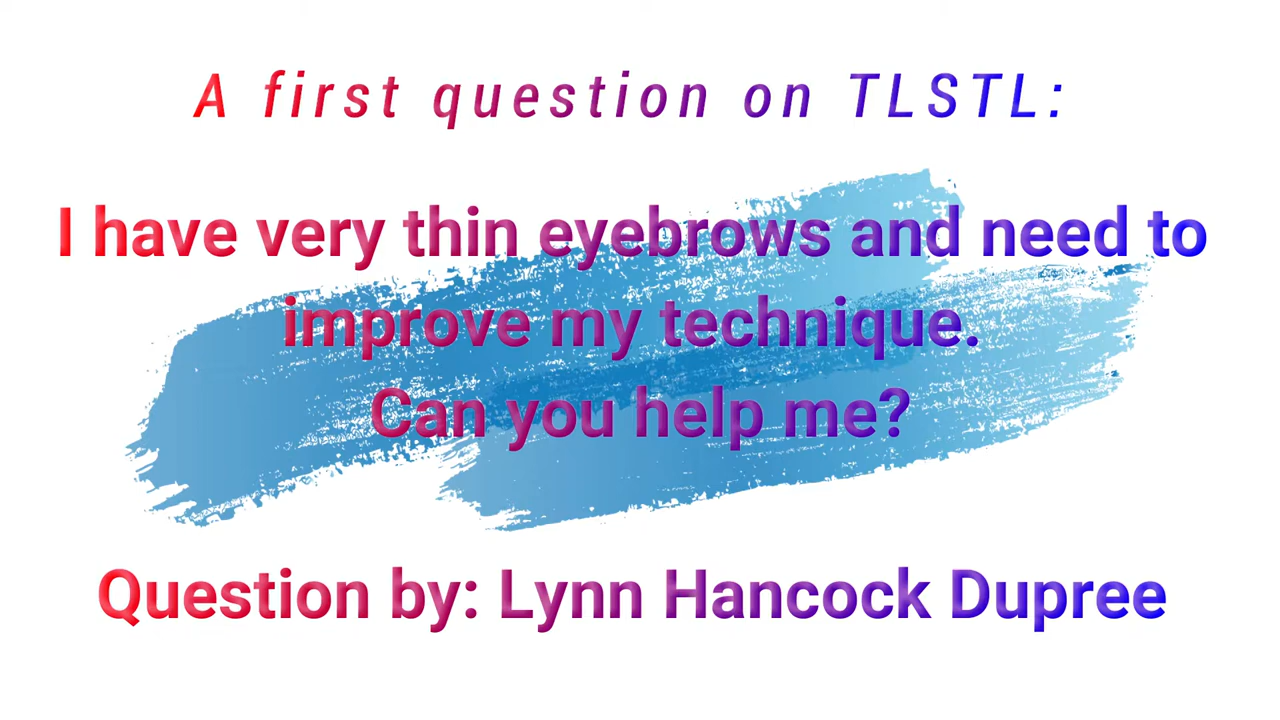 A first question on TLSTL:
I have very thin eyebrows and need to
improve my technique.
Can you help me?
Question by: Lynn Hancock Dupree